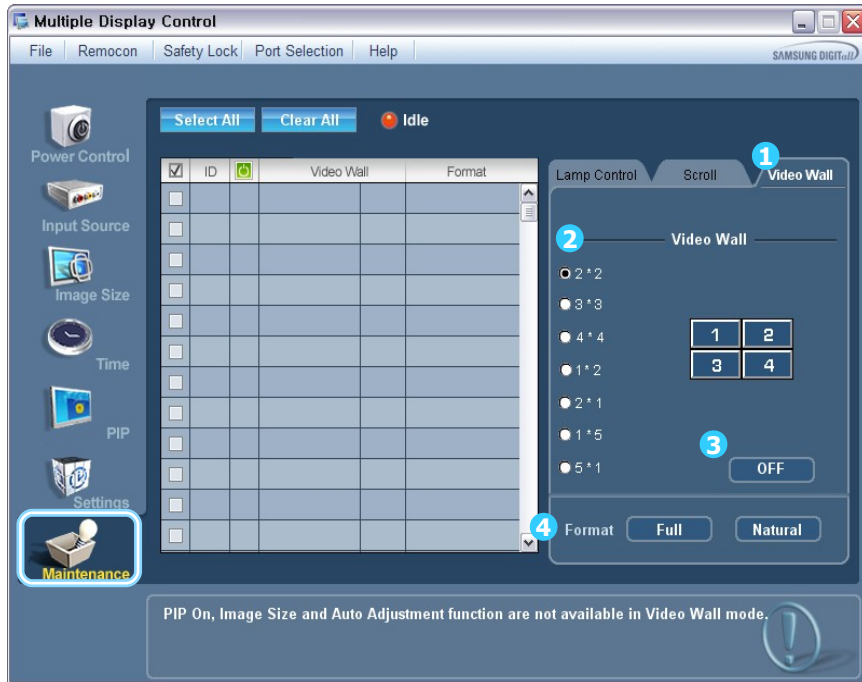 Multiple Display Control
File Remocon Safety Lock Port Selection Help
SAMSUNG DIGITall
Select All Clear All Idle
Power Control
Input Source
Image Size
Time
PIP
Settings
Maintenance
ID Video Wall Format
1
Lamp Control Scroll Video Wall
2 Video Wall
2 * 2
3 * 3
4 * 4
1 * 2
2 * 1
1 * 5
5 * 1
1 2
3 4
3
OFF
4 Format Full Natural
PIP On, Image Size and Auto Adjustment function are not available in Video Wall mode.